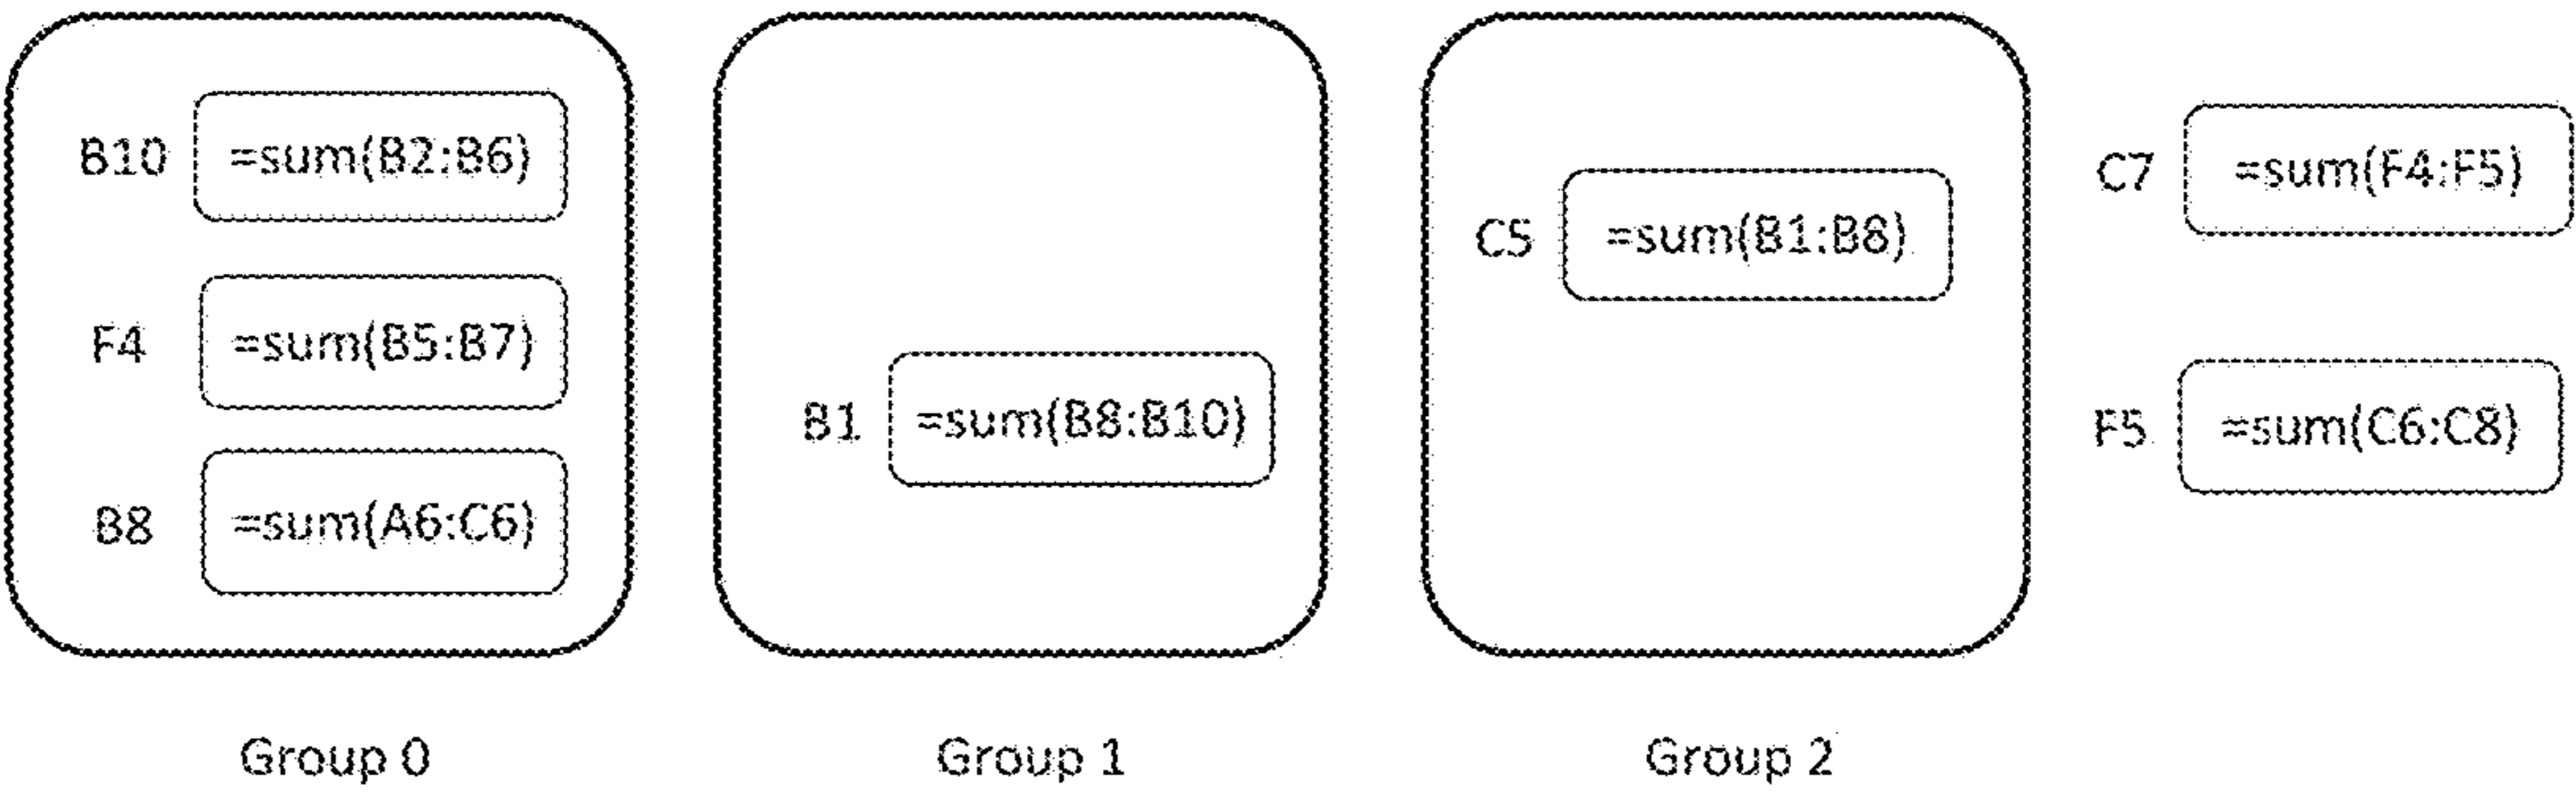 B10 =sum(B2:B6)
F4 =sum(B5:B7)
B8 =sum(A6:C6)
Group 0
B1 =sum(B8:B10)
Group 1
C5 =sum(B1:B8)
Group 2
C7 =sum(F4:F5)
F5 =sum(C6:C8)